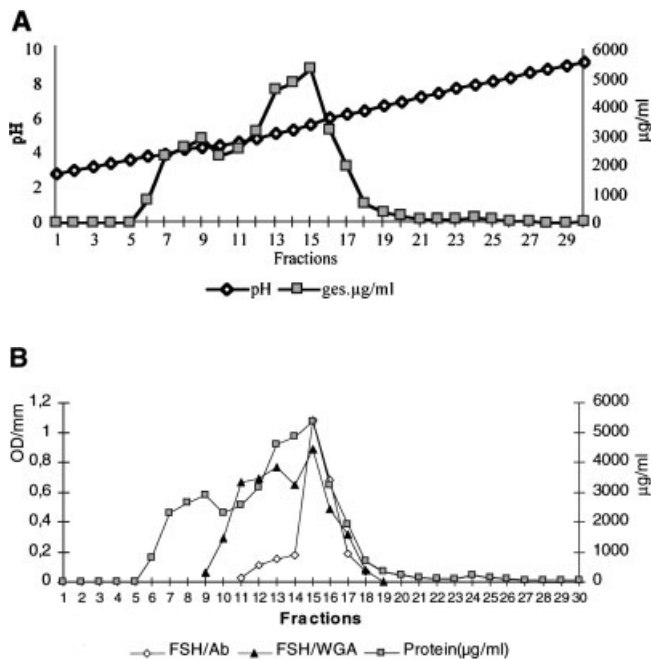 A
10 6000
8 5000
6 4000
4 3000
2 2000
0 1000
0
pH
µg/ml
1 3 5 7 9 11 13 15 17 19 21 23 25 27 29
Fractions
pH ges.µg/ml
B
1,2 6000
1 5000
0,8 4000
0,6 3000
0,4 2000
0,2 1000
0 0
OD/mm
µg/ml
1 2 3 4 5 6 7 8 9 10 11 12 13 14 15 16 17 18 19 20 21 22 23 24 25 26 27 28 29 30
Fractions
FSH/Ab FSH/WGA Protein(µg/ml)